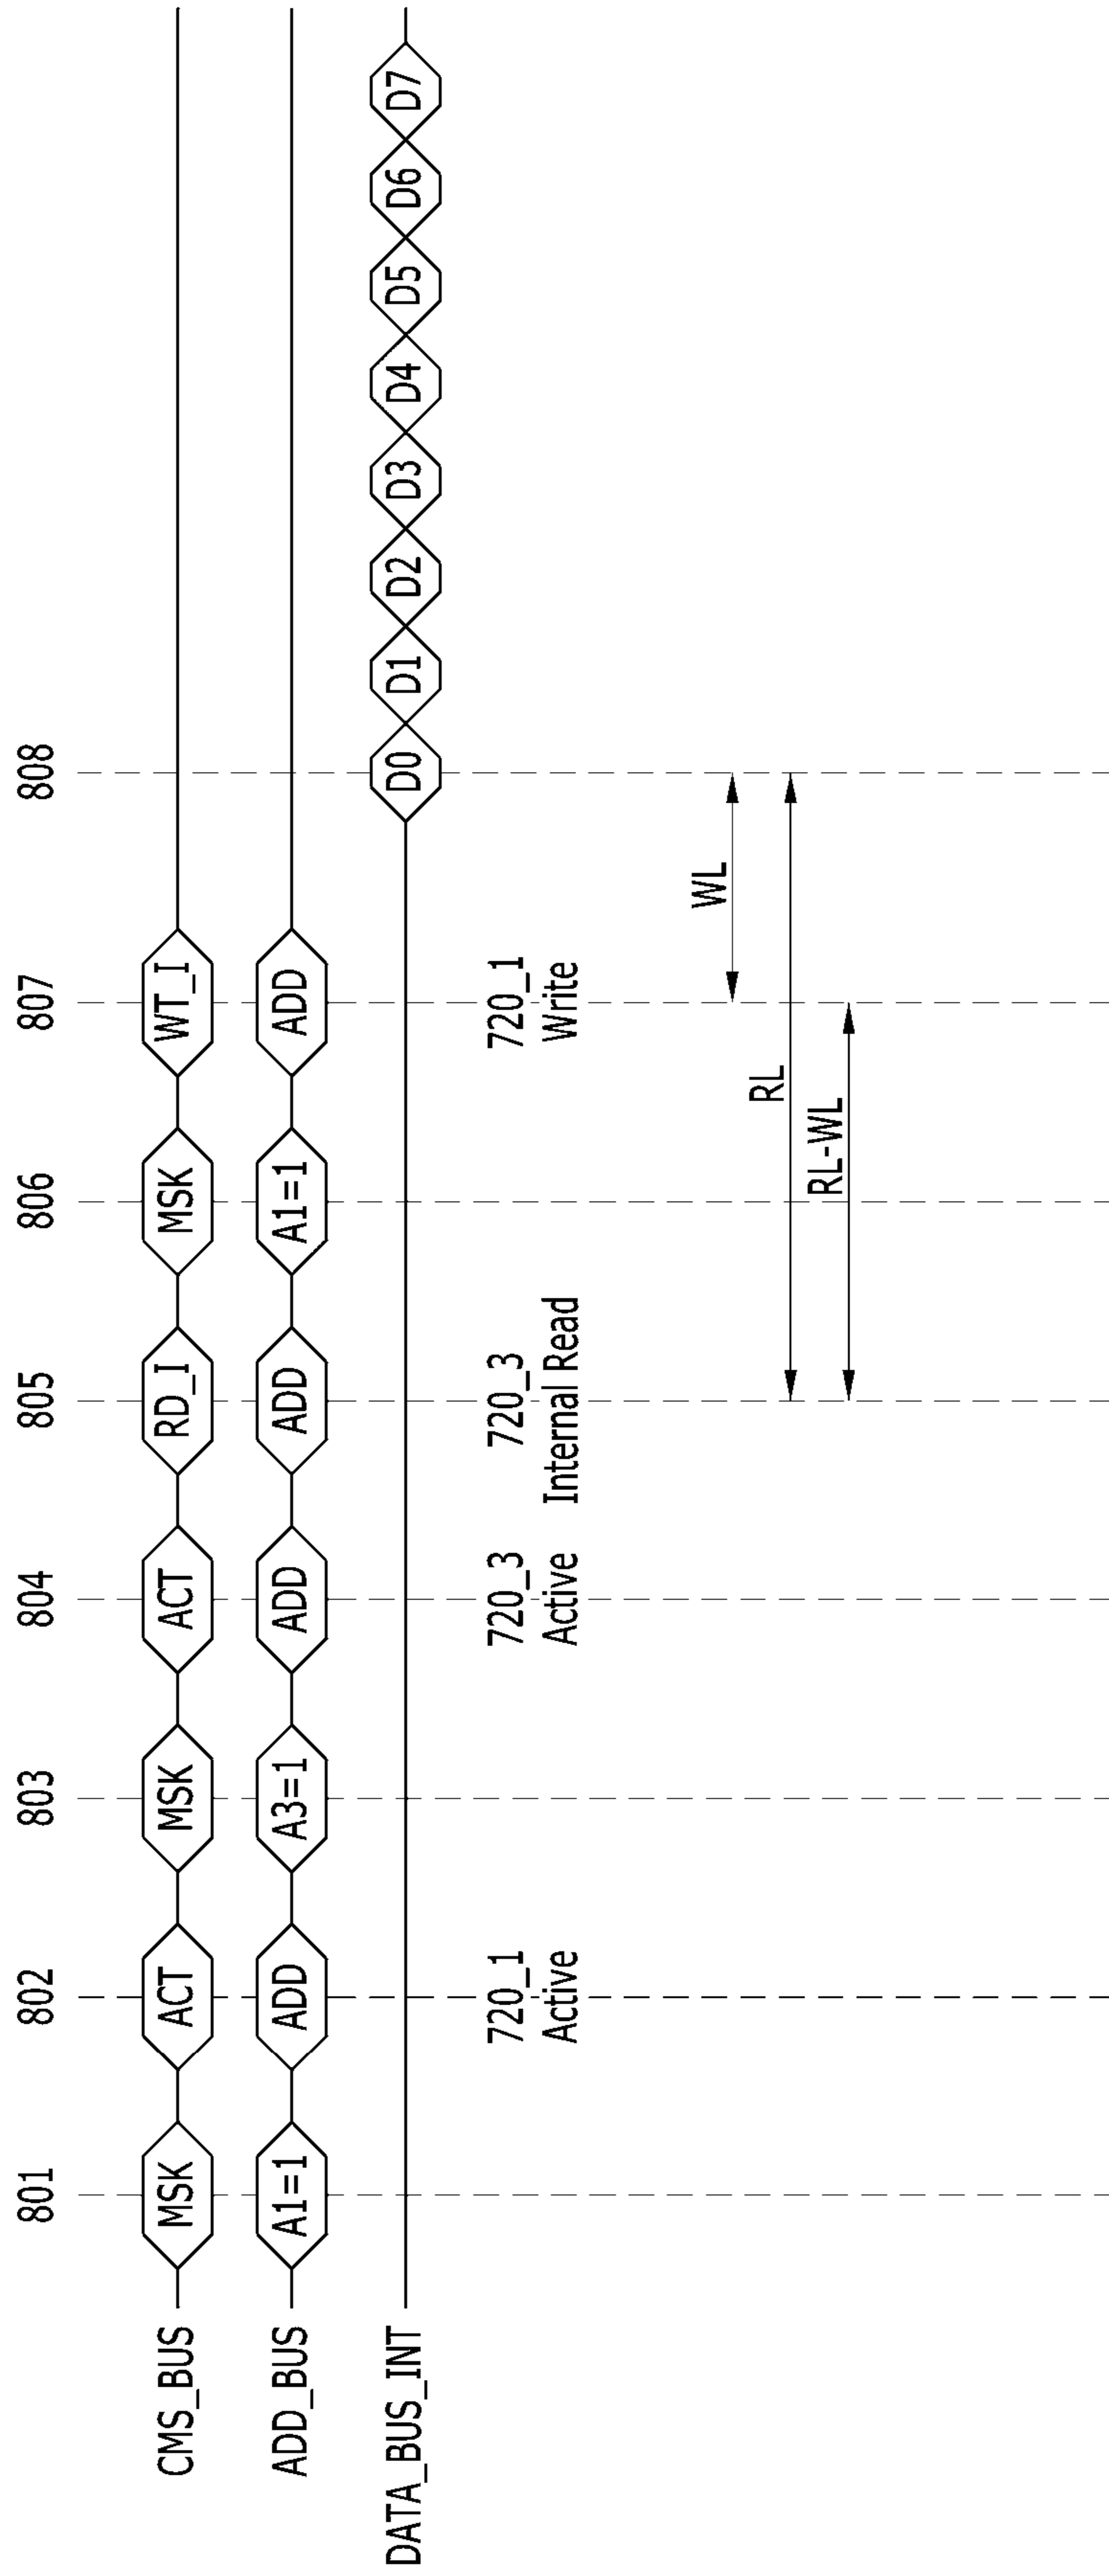 801 802 803 804 805 806 807 808
CMS_BUS MSK ACT MSK ACT RD_I MSK WT_I
ADD_BUS A1=1 ADD A3=1 ADD ADD A1=1 ADD
DATA_BUS_INT D0 D1 D2 D3 D4 D5 D6 D7
720_1 720_3 720_3 720_1
Active Active Internal Read Write
WL
RL
RL-WL